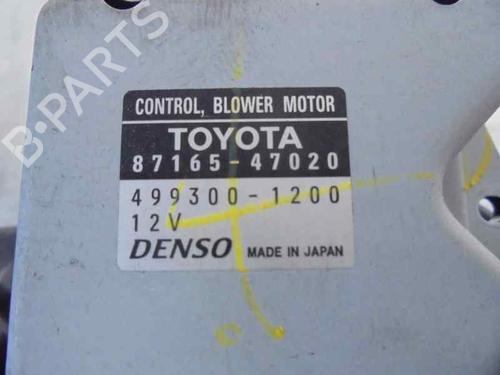 B-PARTS
CONTROL, BLOWER MOTOR
TOYOTA
87165-47020
499300-1200
12V
DENSO MADE IN JAPAN